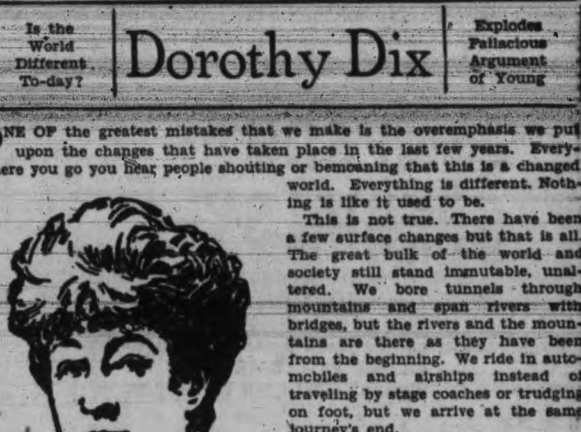 Is the
World
Different
To-day?
Dorothy Dix
Explodes
Fallacious
Argument
of Young
ONE OF the greatest mistakes that we make is the overemphasis we put
upon the changes that have taken place in the last few years. Every-
ere you go you hear people shouting or bemoaning that this is a changed
world. Everything is different. Noth-
ing is like it used to be.
This is not true. There have been
a few surface changes but that is all.
The great bulk of the world and
society still stand immutable, unal-
tered. We bore tunnels through
mountains and span rivers with
bridges, but the rivers and the moun-
tains are there as they have been
from the beginning. We ride in auto-
mobiles and airships instead of
traveling by stage coaches or trudging
on foot, but we arrive at the same
journey's end.